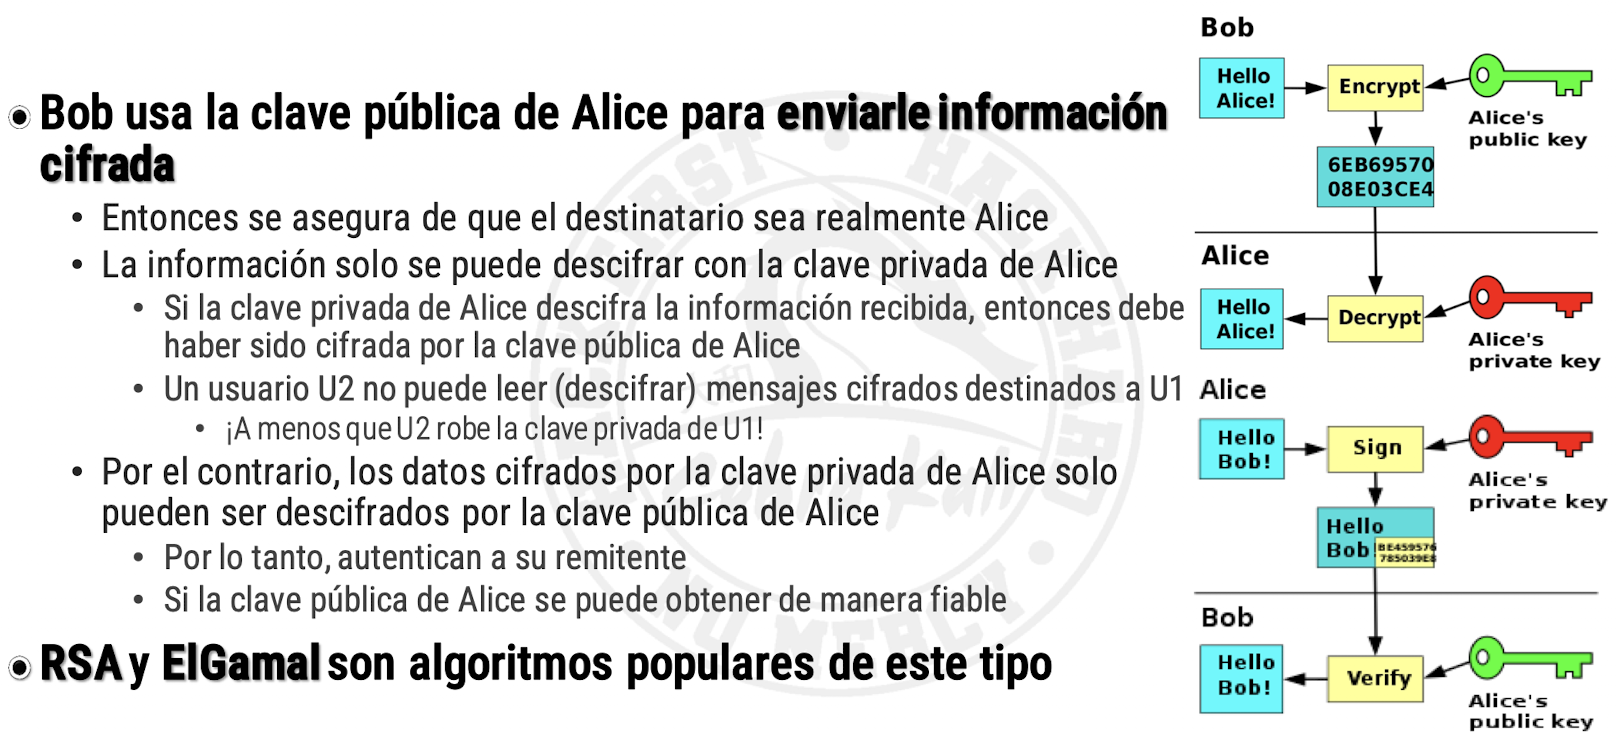 Bob usa la clave pública de Alice para enviarle información
cifrada
Entonces se asegura de que el destinatario sea realmente Alice
La información solo se puede descifrar con la clave privada de Alice
Si la clave privada de Alice descifra la información recibida, entonces debe
haber sido cifrada por la clave pública de Alice
Un usuario U2 no puede leer (descifrar) mensajes cifrados destinados a U1
¡A menos que U2 robe la clave privada de U1!
Por el contrario, los datos cifrados por la clave privada de Alice solo
pueden ser descifrados por la clave pública de Alice
Por lo tanto, autentican a su remitente
Si la clave pública de Alice se puede obtener de manera fiable
RSA y ElGamal son algoritmos populares de este tipo
Bob
Hello
Alice!
Encrypt
Alice's
public key
6EB69570
08E03CE4
Alice
Hello
Alice!
Decrypt
Alice's
private key
Alice
Hello
Bob!
Sign
Alice's
private key
Hello
Bob!
BE459576
785039E8
Bob
Hello
Bob!
Verify
Alice's
public key
HACK HARD
NO MERCY